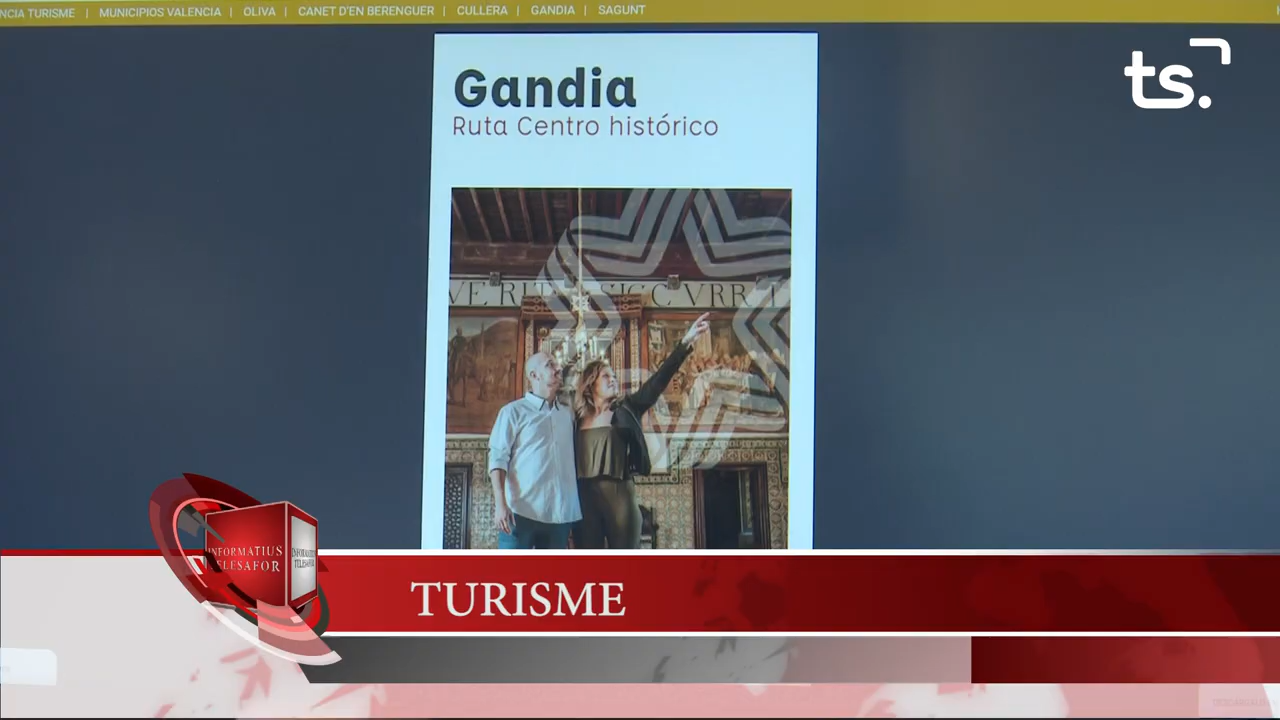 NCIA TURISME | MUNICIPIOS VALENCIA | OLIVA | CANET D'EN BERENGUER | CULLERA | GANDIA | SAGUNT
ts.
Gandia
Ruta Centro histórico
INFORMATIUS
TELESAFOR
TURISME
DESCARGALO